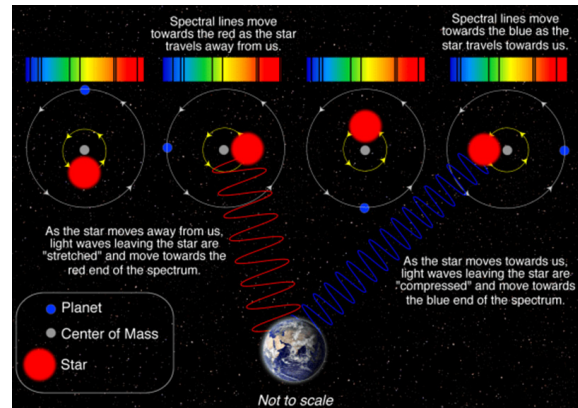 Spectral lines move
towards the red as the star
travels away from us.
Spectral lines move
towards the blue as the
star travels towards us.
As the star moves away from us,
light waves leaving the star are
"stretched" and move towards the
red end of the spectrum.
As the star moves towards us,
light waves leaving the star are
"compressed" and move towards
the blue end of the spectrum.
Planet
Center of Mass
Star
Not to scale